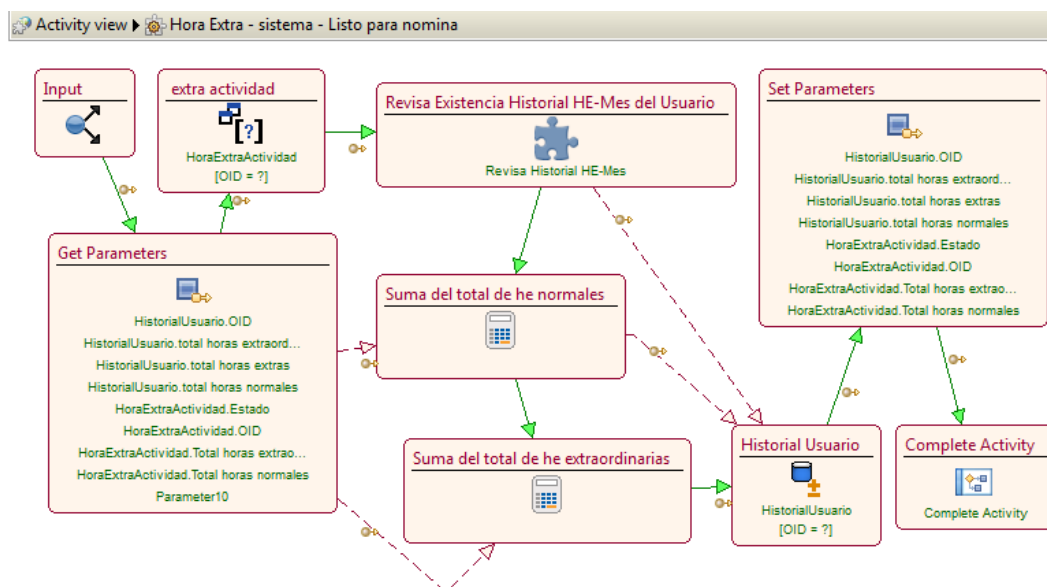 Activity view Hora Extra - sistema - Listo para nomina
Input
extra actividad
[?]
HoraExtraActividad
[OID = ?]
Revisa Existencia Historial HE-Mes del Usuario
Revisa Historial HE-Mes
Set Parameters
HistorialUsuario.OID
HistorialUsuario.total horas extraord...
HistorialUsuario.total horas extras
HistorialUsuario.total horas normales
HoraExtraActividad.Estado
HoraExtraActividad.OID
HoraExtraActividad.Total horas extrao...
HoraExtraActividad.Total horas normales
Get Parameters
HistorialUsuario.OID
HistorialUsuario.total horas extraord...
HistorialUsuario.total horas extras
HistorialUsuario.total horas normales
HoraExtraActividad.Estado
HoraExtraActividad.OID
HoraExtraActividad.Total horas extrao...
HoraExtraActividad.Total horas normales
Parameter10
Suma del total de he normales
Suma del total de he extraordinarias
Historial Usuario
HistorialUsuario
[OID = ?]
Complete Activity
Complete Activity